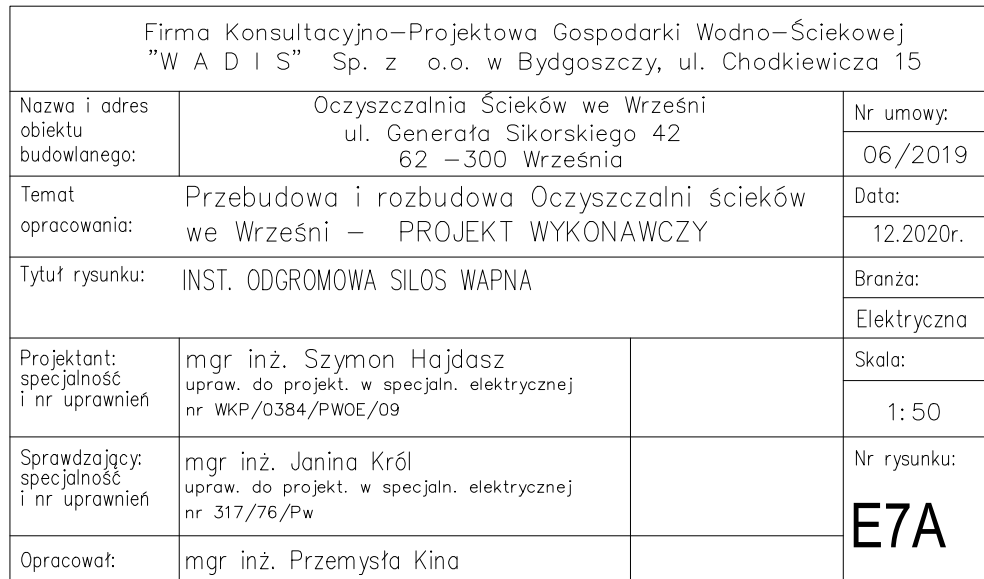 Firma Konsultacyjno-Projektowa Gospodarki Wodno-Ściekowej
"W A D I S" Sp. z o.o. w Bydgoszczy, ul. Chodkiewicza 15
Nazwa i adres
obiektu
budowlanego:
Oczyszczalnia Ścieków we Wrześni
ul. Generała Sikorskiego 42
62 -300 Września
Nr umowy:
06/2019
Temat
opracowania:
Przebudowa i rozbudowa Oczyszczalni ścieków
we Wrześni - PROJEKT WYKONAWCZY
Data:
12.2020r.
Tytuł rysunku:
INST. ODGROMOWA SILOS WAPNA
Branża:
Elektryczna
Projektant:
specjalność
i nr uprawnień
mgr inż. Szymon Hajdasz
upraw. do projekt. w specjaln. elektrycznej
nr WKP/0384/PWOE/09
Skala:
1:50
Sprawdzający:
specjalność
i nr uprawnień
mgr inż. Janina Król
upraw. do projekt. w specjaln. elektrycznej
nr 317/76/Pw
Nr rysunku:
E7A
Opracował:
mgr inż. Przemysła Kina